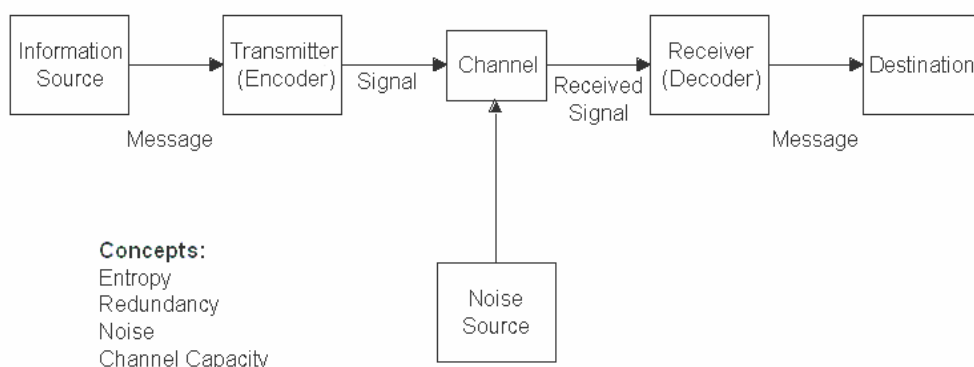 Information
Source
Message
Transmitter
(Encoder)
Signal
Channel
Received
Signal
Receiver
(Decoder)
Message
Destination
Noise
Source
Concepts:
Entropy
Redundancy
Noise
Channel Capacity